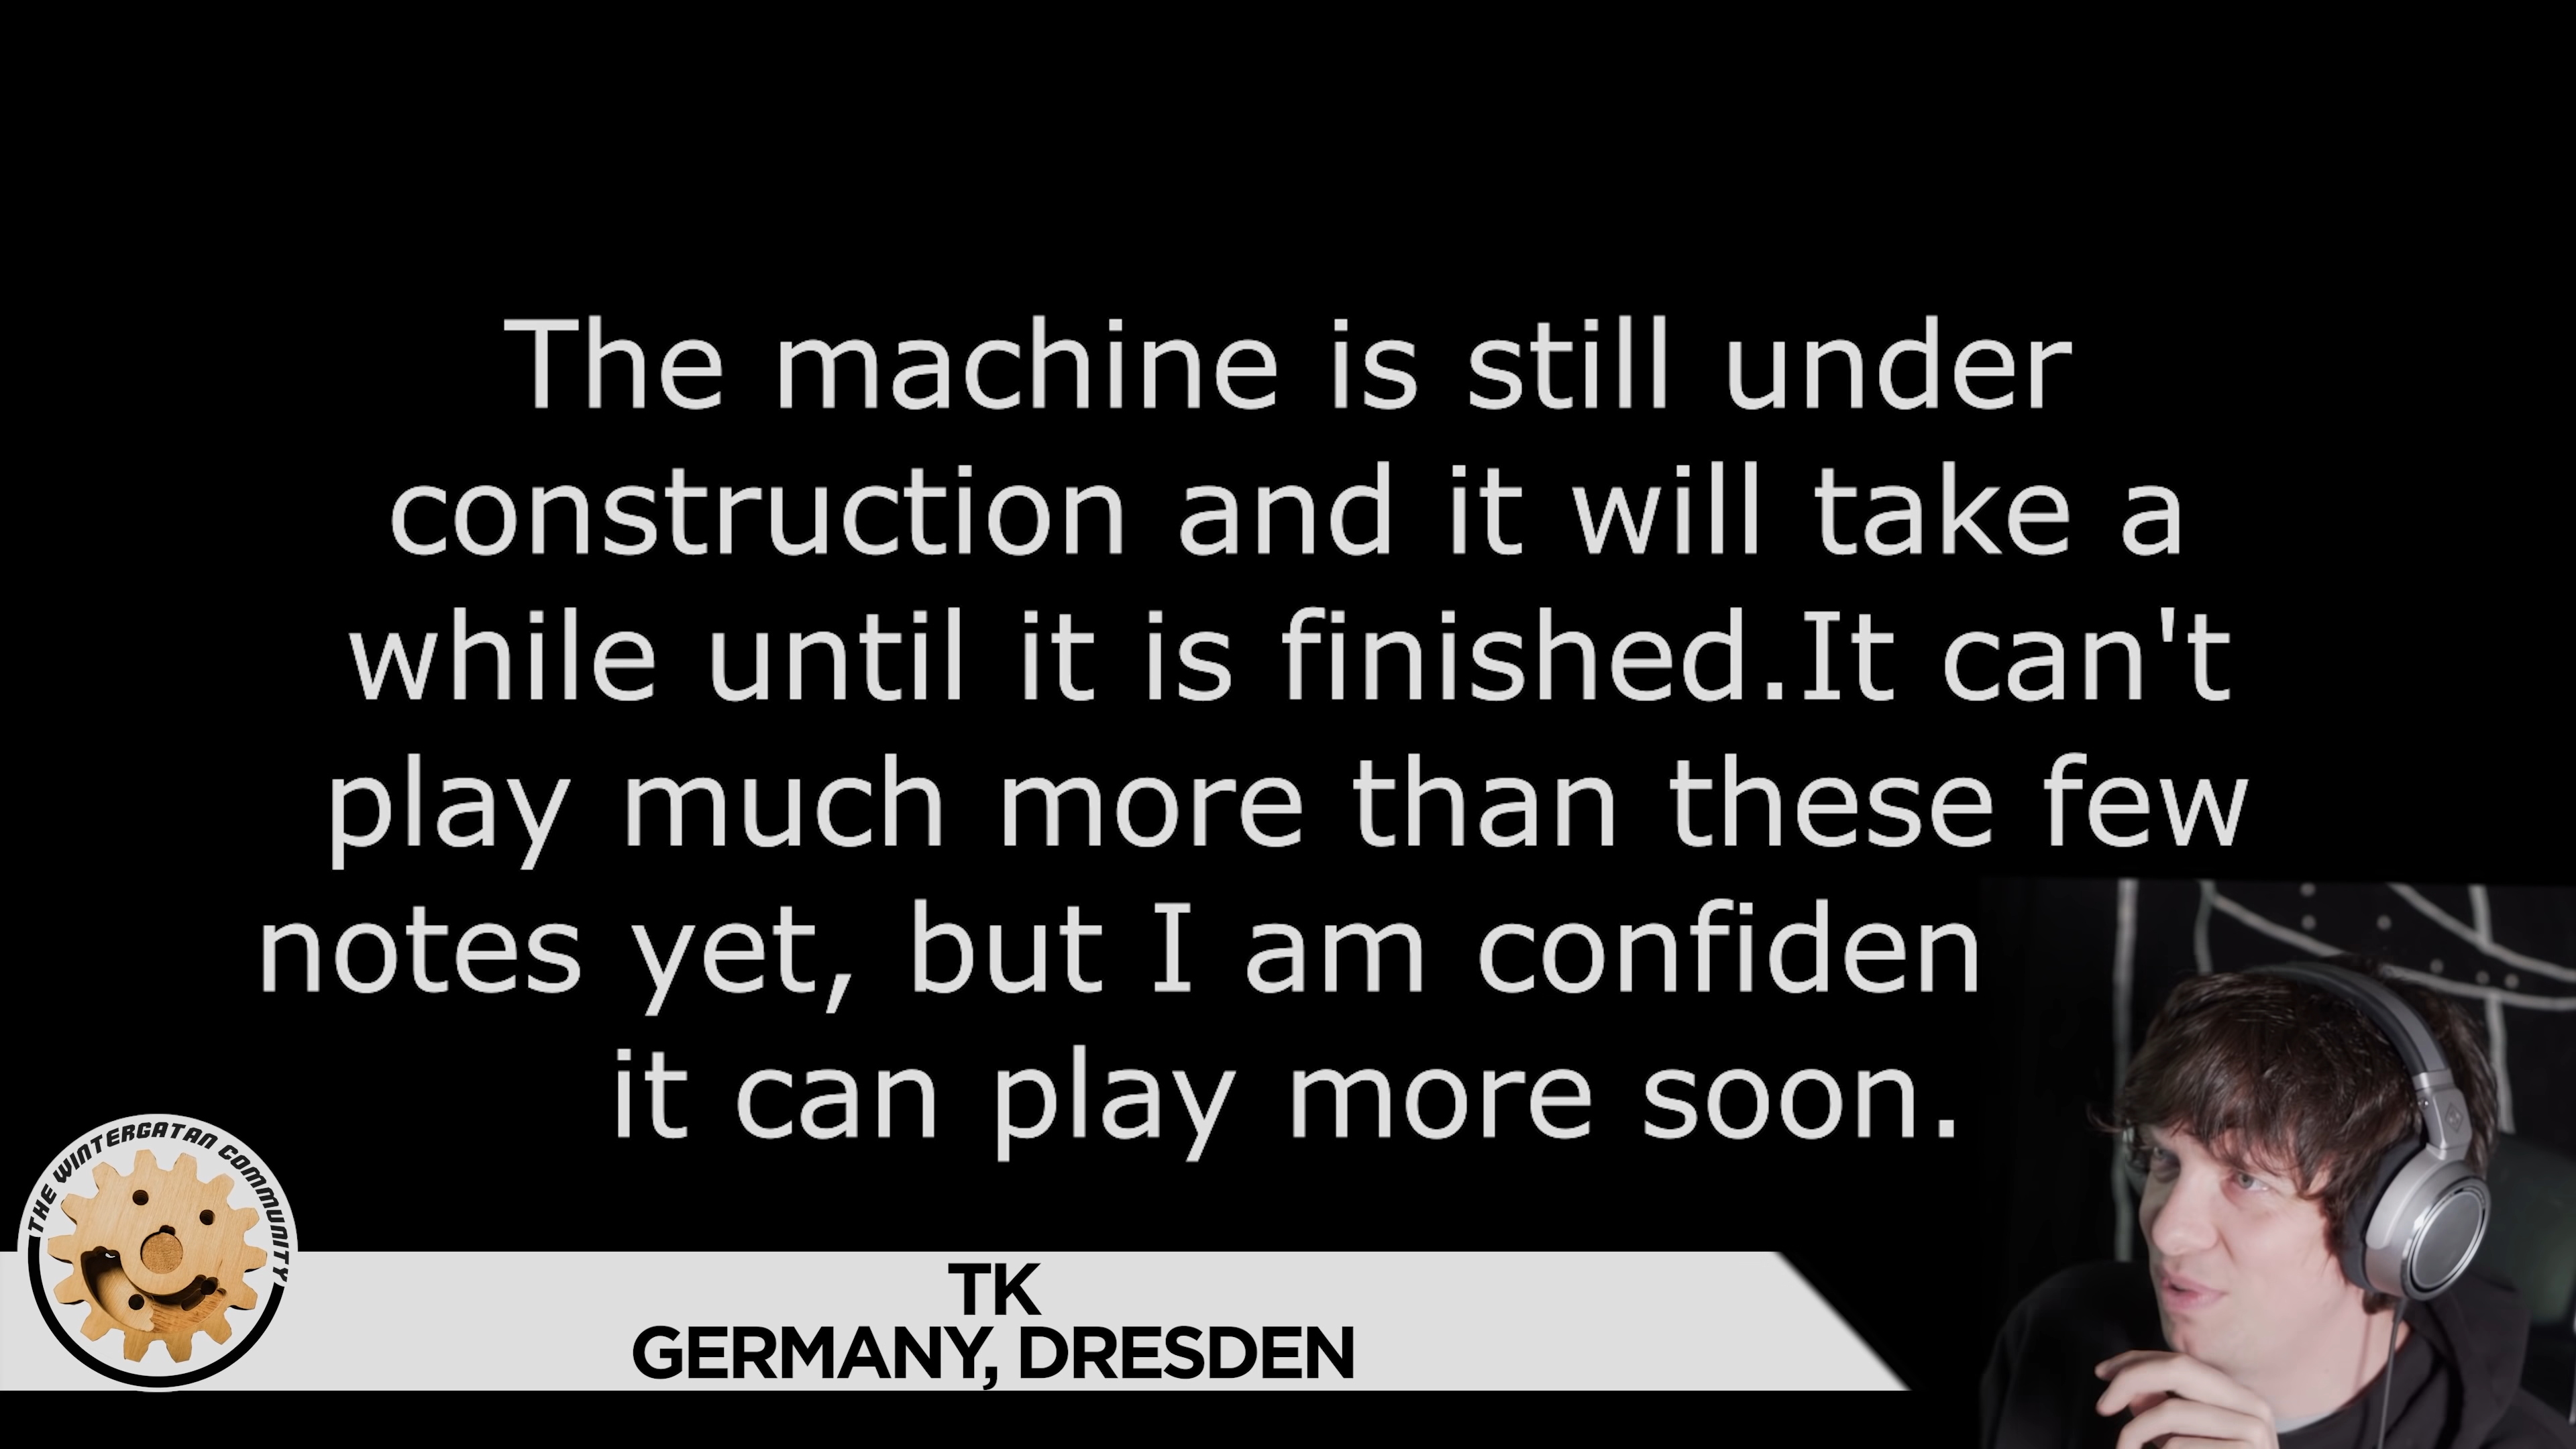 The machine is still under
construction and it will take a
while until it is finished.It can't
play much more than these few
notes yet, but I am confiden
it can play more soon.
THE WINTERGATAN COMMUNITY
TK
GERMANY, DRESDEN